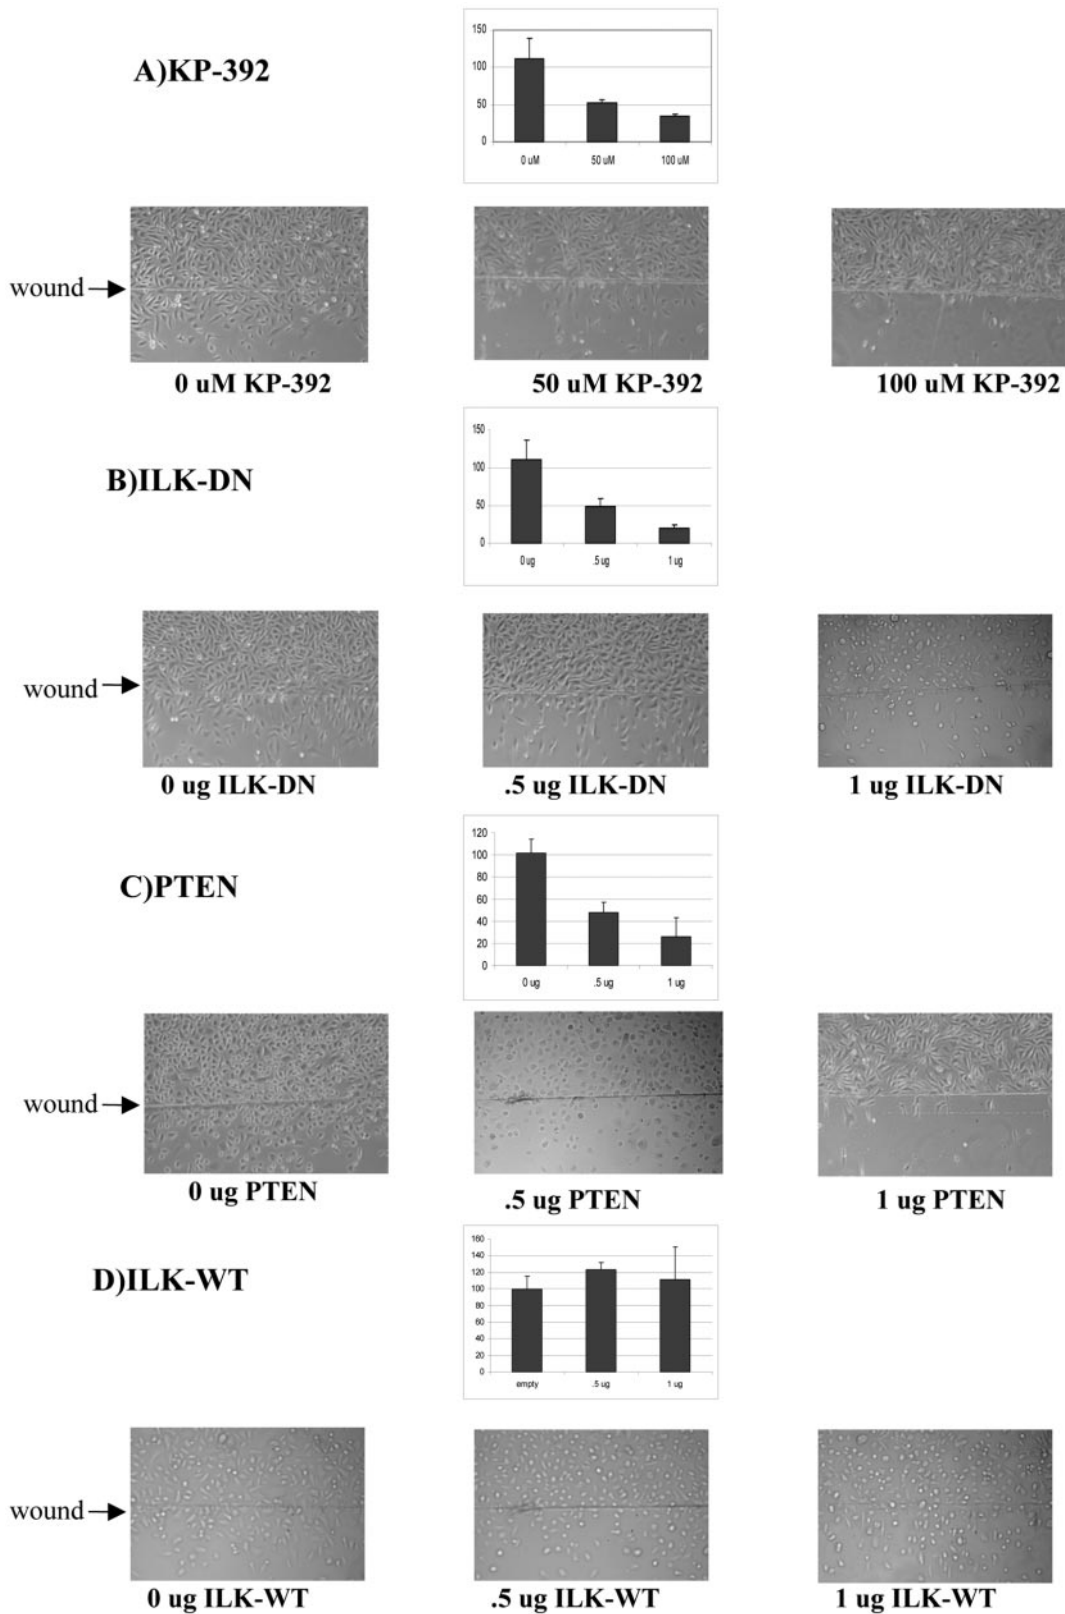 A)KP-392
150
100
50
0
0 uM
50 uM
100 uM
wound
0 uM KP-392
50 uM KP-392
100 uM KP-392
B)ILK-DN
150
100
50
0
0 ug
.5 ug
1 ug
wound
0 ug ILK-DN
.5 ug ILK-DN
1 ug ILK-DN
C)PTEN
120
100
80
60
40
20
0
0 ug
.5 ug
1 ug
wound
0 ug PTEN
.5 ug PTEN
1 ug PTEN
D)ILK-WT
160
140
120
100
80
60
40
20
0
empty
.5 ug
1 ug
wound
0 ug ILK-WT
.5 ug ILK-WT
1 ug ILK-WT